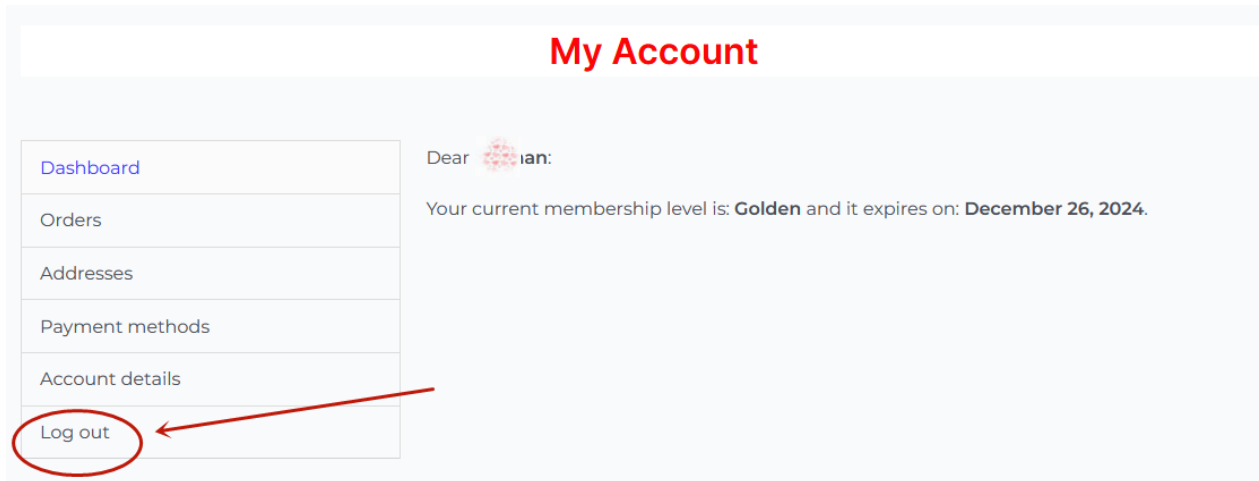 My Account
Dashboard
Orders
Addresses
Payment methods
Account details
Log out
Dear
Your current membership level is: Golden and it expires on: December 26, 2024.